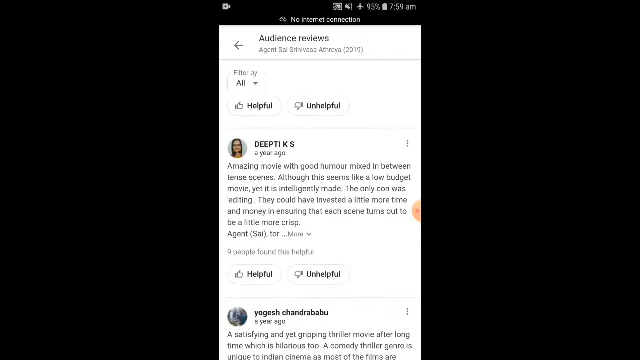 95% 7:59 am
No internet connection
Audience reviews
Agent Sai Srinivasa Athreya (2019)
Filter by
All
Helpful Unhelpful
DEEPTI K S
a year ago
Amazing movie with good humour mixed in between
tense scenes. Although this seems like a low budget
movie, yet it is intelligently made. The only con was
'editing'. They could have invested a little more time
and money in ensuring that each scene turns out to
be a little more crisp.
Agent (Sai), tor ...More
9 people found this helpful.
Helpful Unhelpful
yogesh chandrababu
a year ago
A satisfying and yet gripping thriller movie after long
time which is hilarious too. A comedy thriller genre is
unique to Indian cinema as most of the films are